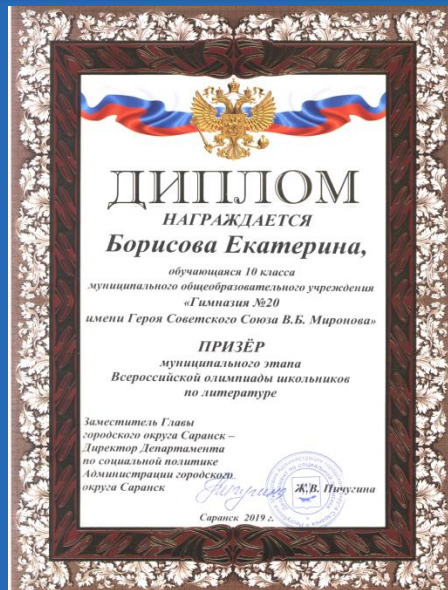 ДИПЛОМ
НАГРАЖДАЕТСЯ
Борисова Екатерина,
обучающаяся 10 класса
муниципального общеобразовательного учреждения
«Гимназия №20
имени Героя Советского Союза В.Б. Миронова»
ПРИЗЁР
муниципального этапа
Всероссийской олимпиады школьников
по литературе
Заместитель Главы
городского округа Саранск –
Директор Департамента
по социальной политике
Администрации городского
округа Саранск
Ж.В. Пичугина
Саранск 2019 г.